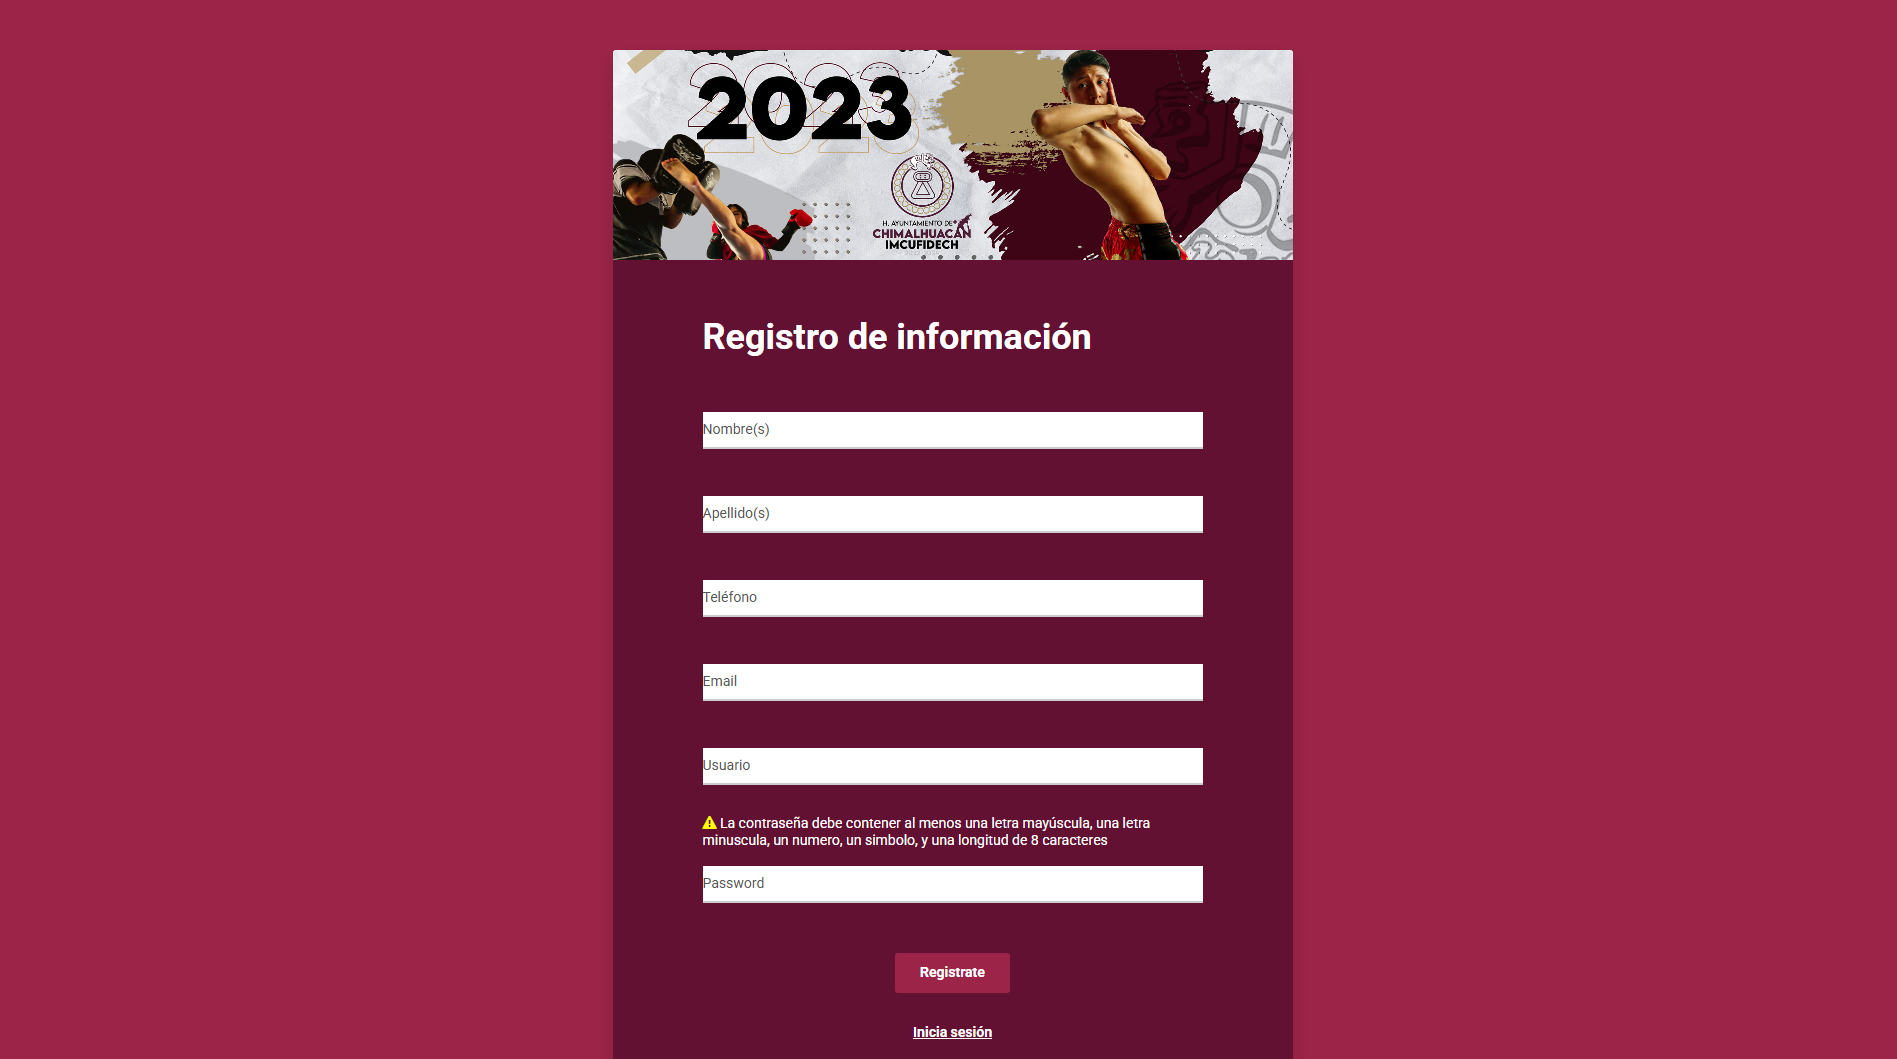 2023
H. AYUNTAMIENTO DE
CHIMALHUACÁN
IMCUFIDECH
Registro de información
Nombre(s)
Apellido(s)
Teléfono
Email
Usuario
La contraseña debe contener al menos una letra mayúscula, una letra
minuscula, un numero, un simbolo, y una longitud de 8 caracteres
Password
Registrate
Inicia sesión